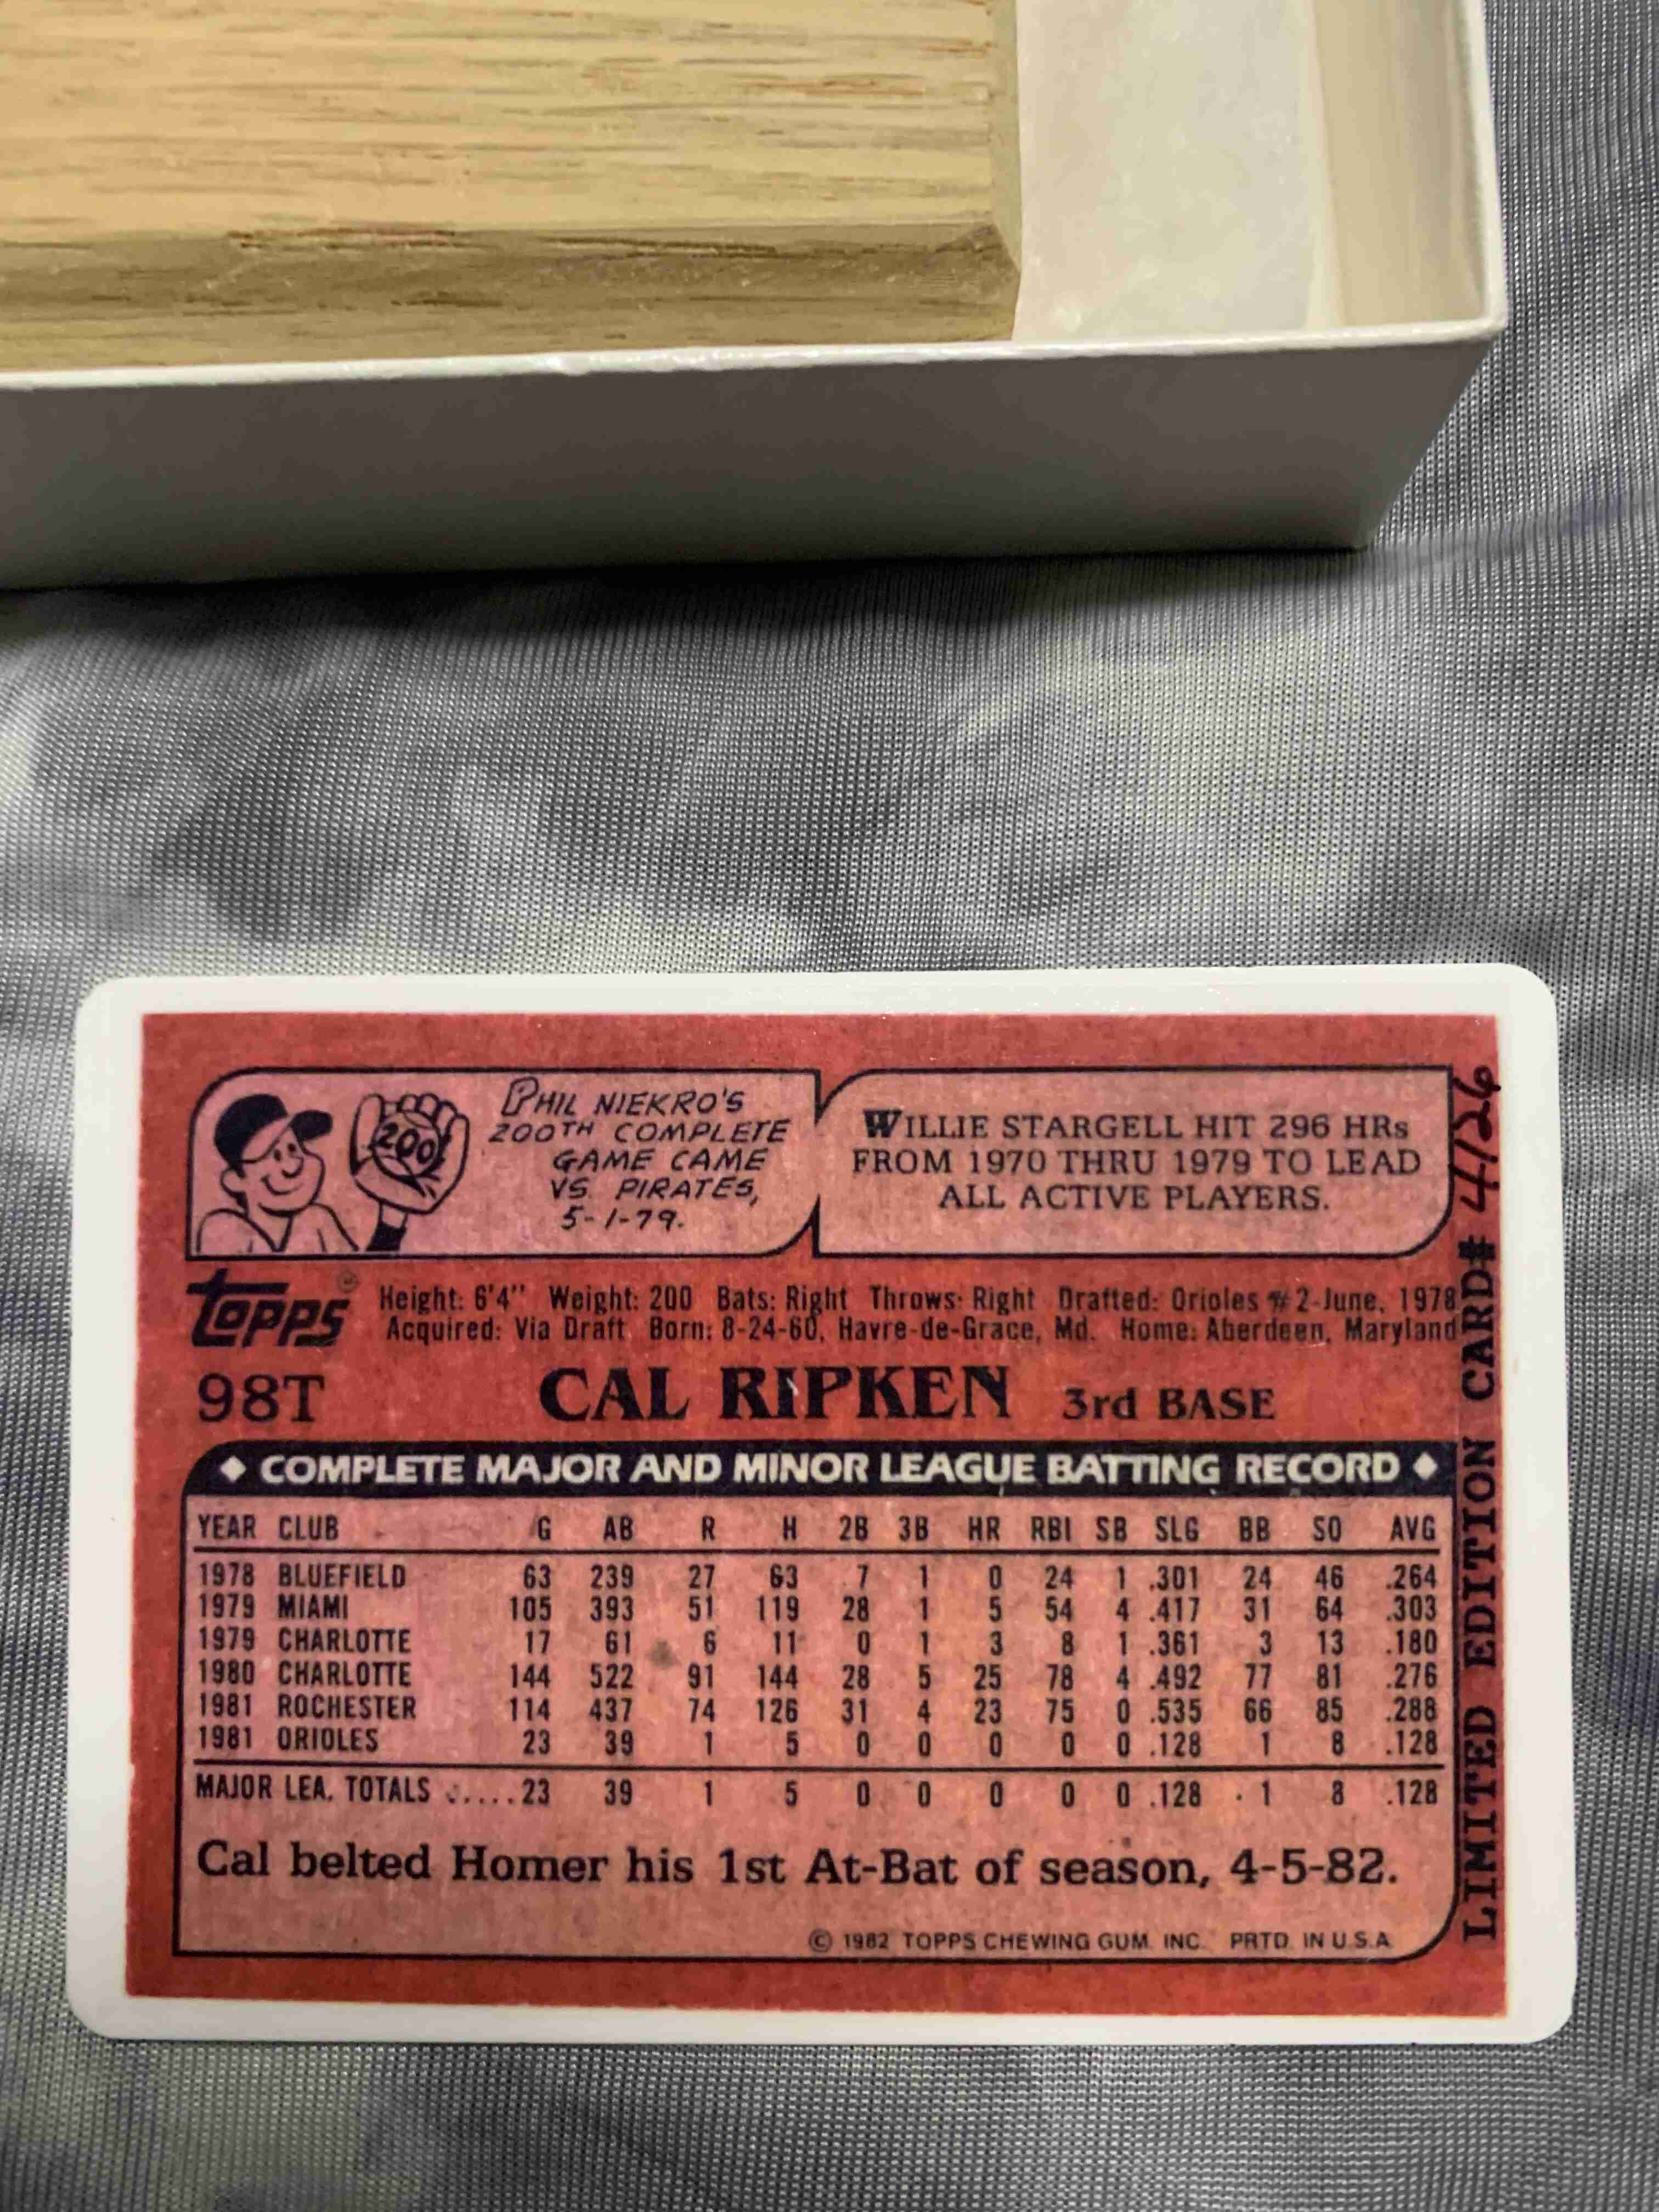 PHIL NIEKRO'S
200TH COMPLETE
GAME CAME
VS. PIRATES,
5-1-79.
200
WILLIE STARGELL HIT 296 HRs
FROM 1970 THRU 1979 TO LEAD
ALL ACTIVE PLAYERS.
TOPPS®
Height: 6'4" Weight: 200 Bats: Right Throws: Right Drafted: Orioles #2-June, 1978
Acquired: Via Draft Born: 8-24-60, Havre-de-Grace, Md. Home: Aberdeen, Maryland
98T CAL RIPKEN 3rd BASE
◆ COMPLETE MAJOR AND MINOR LEAGUE BATTING RECORD ◆
YEAR CLUB G AB R H 2B 3B HR RBI SB SLG BB SO AVG
1978 BLUEFIELD 63 239 27 63 7 1 0 24 1 .301 24 46 .264
1979 MIAMI 105 393 51 119 28 1 5 54 4 .417 31 64 .303
1979 CHARLOTTE 17 61 6 11 0 1 3 8 1 .361 3 13 .180
1980 CHARLOTTE 144 522 91 144 28 5 25 78 4 .492 77 81 .276
1981 ROCHESTER 114 437 74 126 31 4 23 75 0 .535 66 85 .288
1981 ORIOLES 23 39 1 5 0 0 0 0 0 .128 1 8 .128
MAJOR LEA. TOTALS ......23 39 1 5 0 0 0 0 0 .128 1 8 .128
Cal belted Homer his 1st At-Bat of season, 4-5-82.
© 1982 TOPPS CHEWING GUM. INC. PRTD. IN U.S.A.
LIMITED EDITION CARD# 4/26